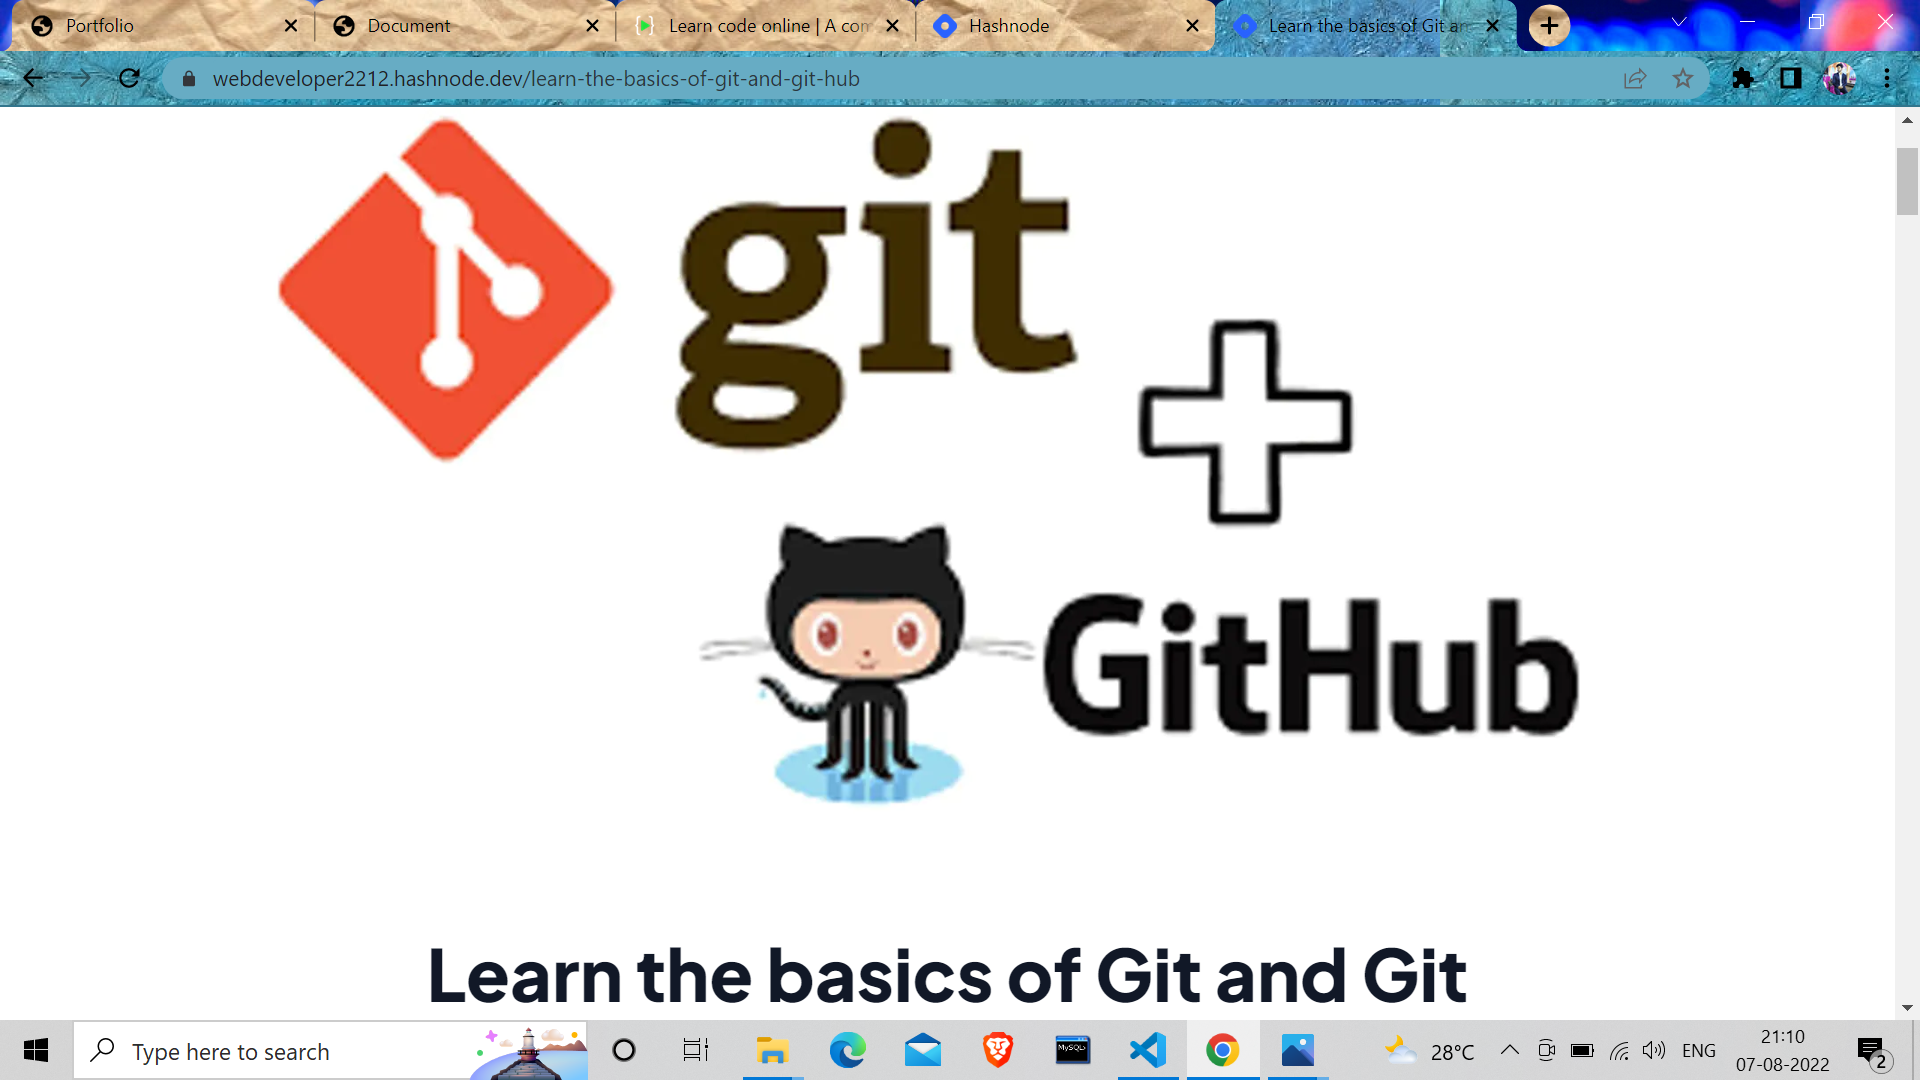 Portfolio
Document
Learn code online | A con
Hashnode
Learn the basics of Git an
webdeveloper2212.hashnode.dev/learn-the-basics-of-git-and-git-hub
git
GitHub
Learn the basics of Git and Git
Type here to search
MySQL
28°C
ENG
21:10
07-08-2022
2